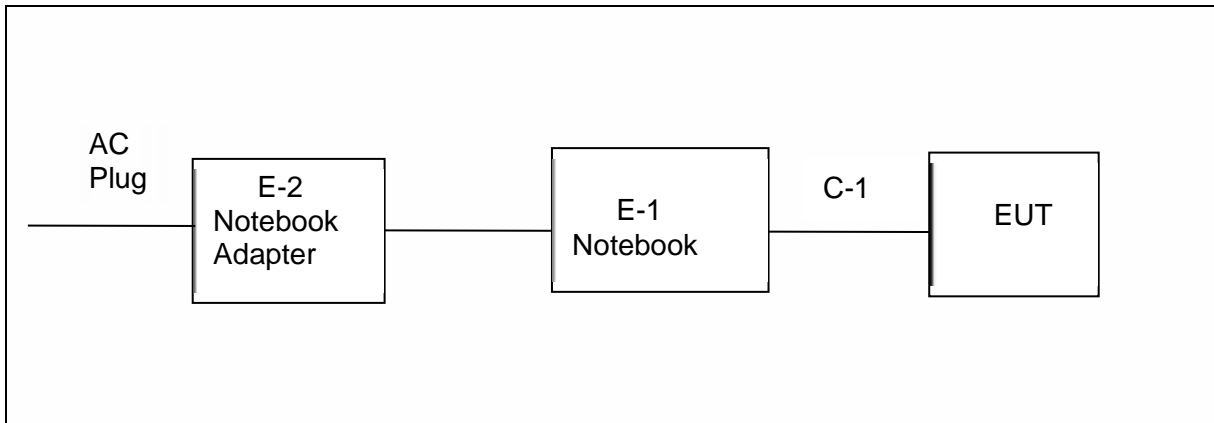 AC
Plug
E-2
Notebook
Adapter
E-1
Notebook
C-1
EUT